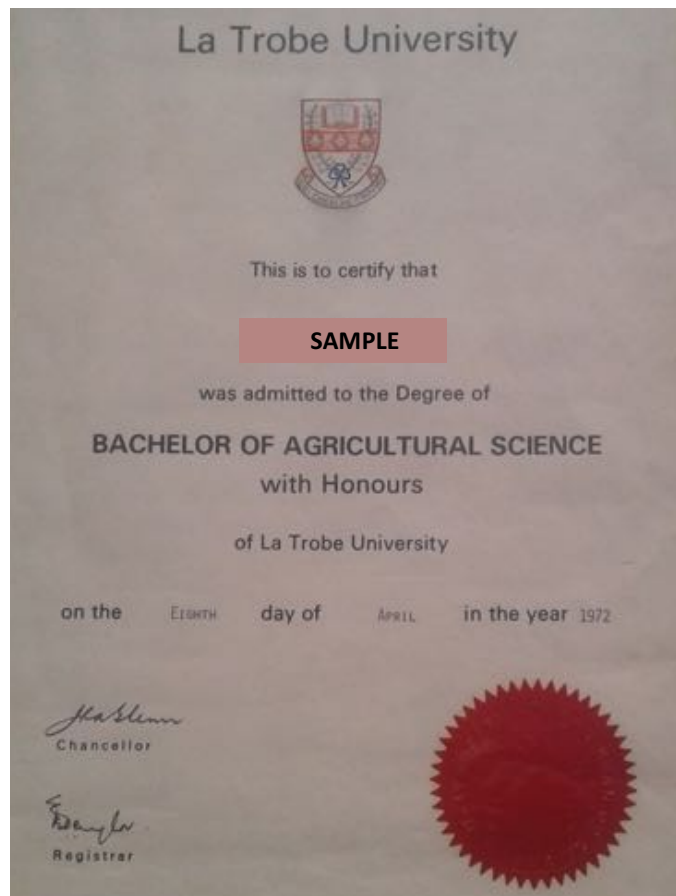 La Trobe University
This is to certify that
SAMPLE
was admitted to the Degree of
BACHELOR OF AGRICULTURAL SCIENCE
with Honours
of La Trobe University
on the EIGHTH day of APRIL in the year 1972
Chancellor
Registrar